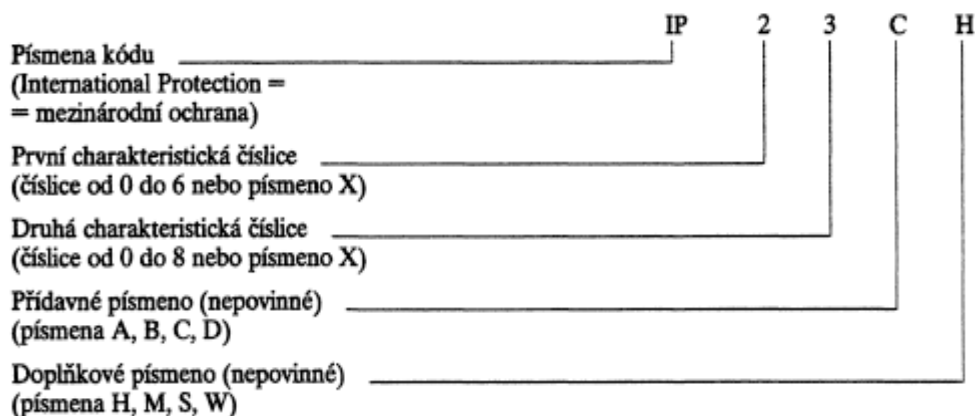 IP 2 3 C H
Písmena kódu
(International Protection =
= mezinárodní ochrana)
První charakteristická číslice
(číslice od 0 do 6 nebo písmeno X)
Druhá charakteristická číslice
(číslice od 0 do 8 nebo písmeno X)
Přídavné písmeno (nepovinné)
(písmena A, B, C, D)
Doplňkové písmeno (nepovinné)
(písmena H, M, S, W)